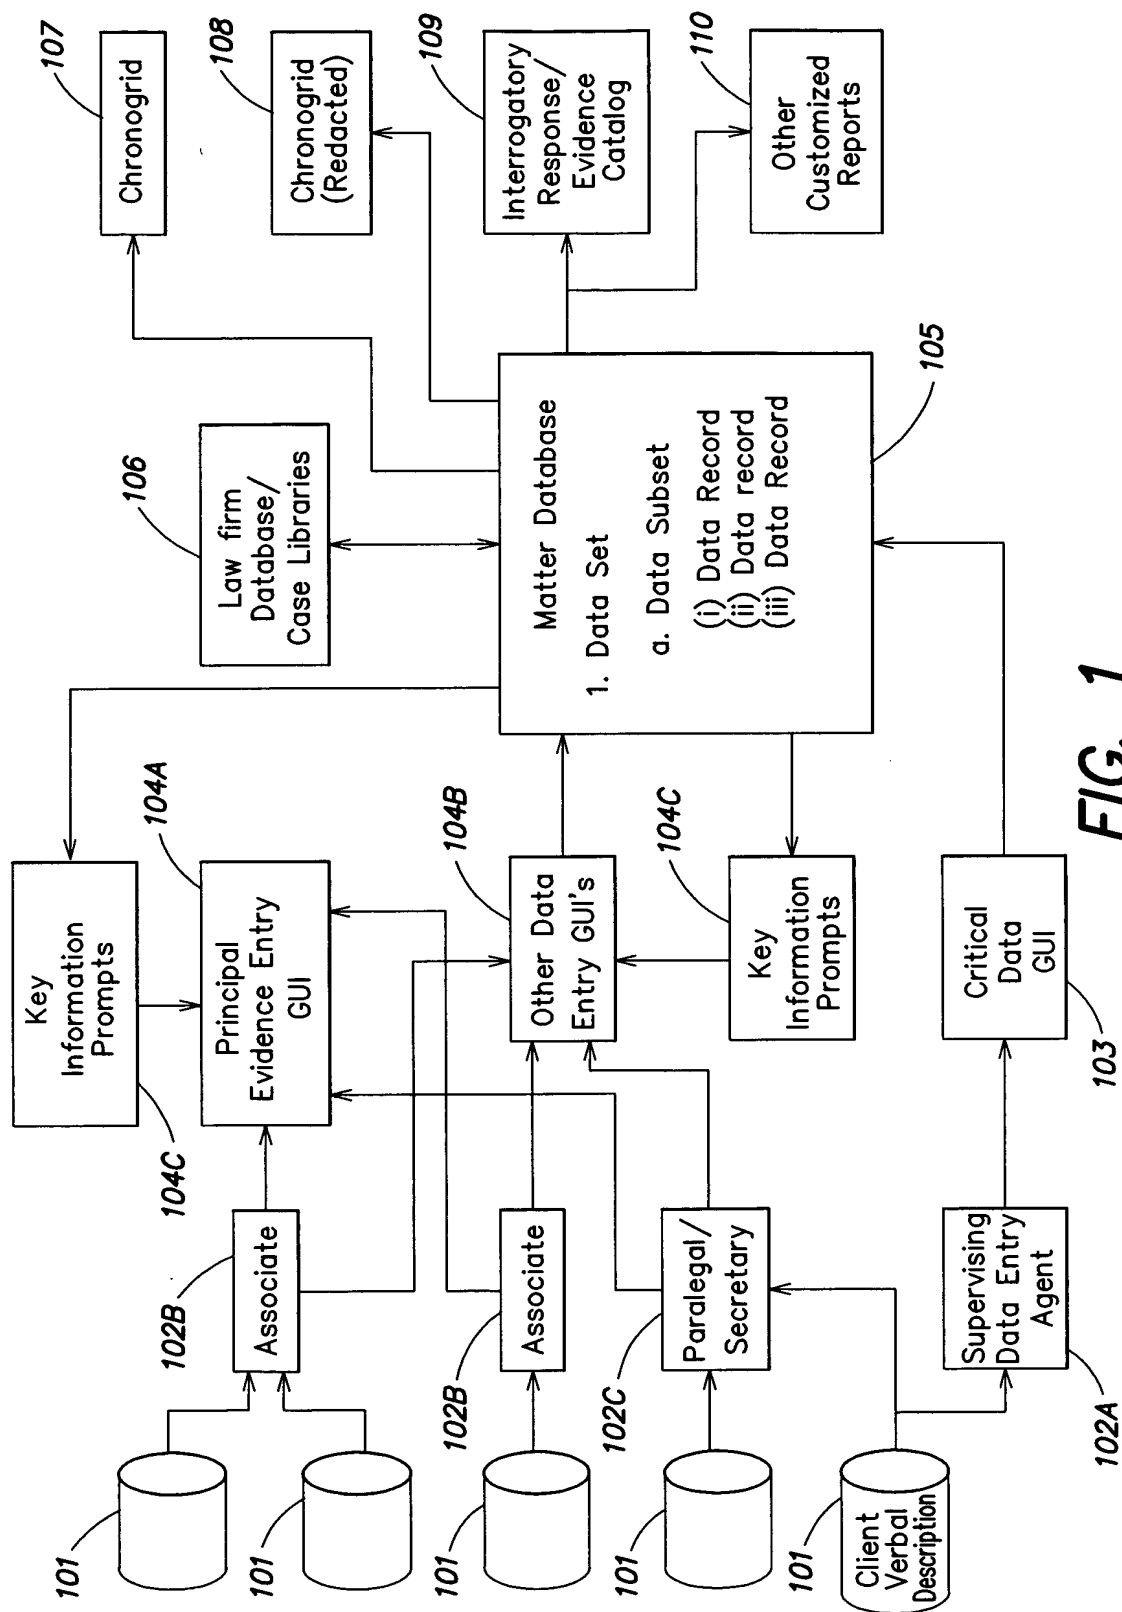 101
101
101
101
101
Client
Verbal
Description
102A
102C
102B
102B
Supervising
Data Entry
Agent
Paralegal/
Secretary
Associate
Associate
104C
103
Critical
Data
GUI
104C
Key
Information
Prompts
104B
Other Data
Entry GUI's
104A
Principal
Evidence Entry
GUI
Key
Information
Prompts
105
Matter Database
1. Data Set
a. Data Subset
(i) Data Record
(ii) Data record
(iii) Data Record
106
Law firm
Database/
Case Libraries
110
Other
Customized
Reports
109
Interrogatory
Response/
Evidence
Catalog
108
Chronogrid
(Redacted)
107
Chronogrid
FIG. 1